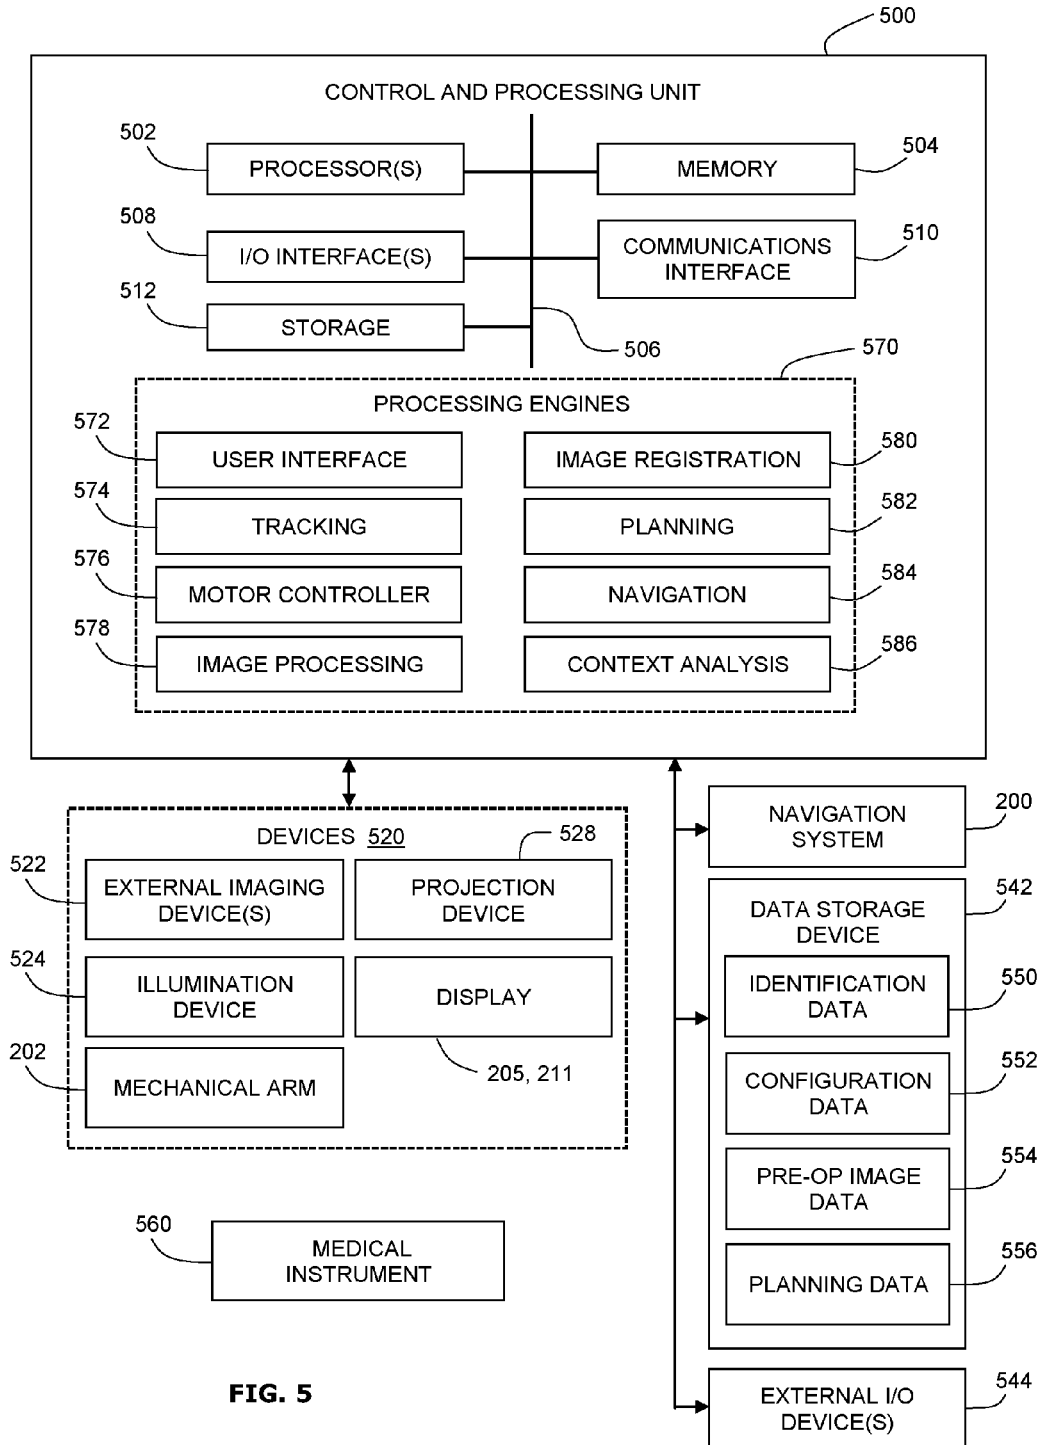 500
CONTROL AND PROCESSING UNIT
502
PROCESSOR(S)
MEMORY
504
508
I/O INTERFACE(S)
COMMUNICATIONS
INTERFACE
510
512
STORAGE
506
570
PROCESSING ENGINES
572
USER INTERFACE
IMAGE REGISTRATION
580
574
TRACKING
PLANNING
582
576
MOTOR CONTROLLER
NAVIGATION
584
578
IMAGE PROCESSING
CONTEXT ANALYSIS
586
DEVICES 520
528
522
EXTERNAL IMAGING
DEVICE(S)
PROJECTION
DEVICE
524
ILLUMINATION
DEVICE
DISPLAY
202
MECHANICAL ARM
205, 211
NAVIGATION
SYSTEM
200
DATA STORAGE
DEVICE
542
IDENTIFICATION
DATA
550
CONFIGURATION
DATA
552
PRE-OP IMAGE
DATA
554
PLANNING DATA
556
560
MEDICAL
INSTRUMENT
EXTERNAL I/O
DEVICE(S)
544
FIG. 5